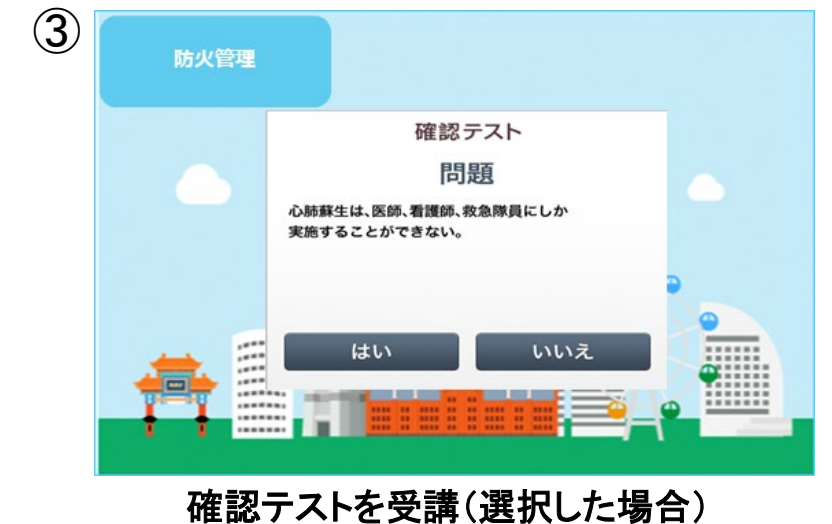 ③
防火管理
確認テスト
問題
心肺蘇生は、医師、看護師、救急隊員にしか
実施することができない。
はい
いいえ
確認テストを受講（選択した場合）